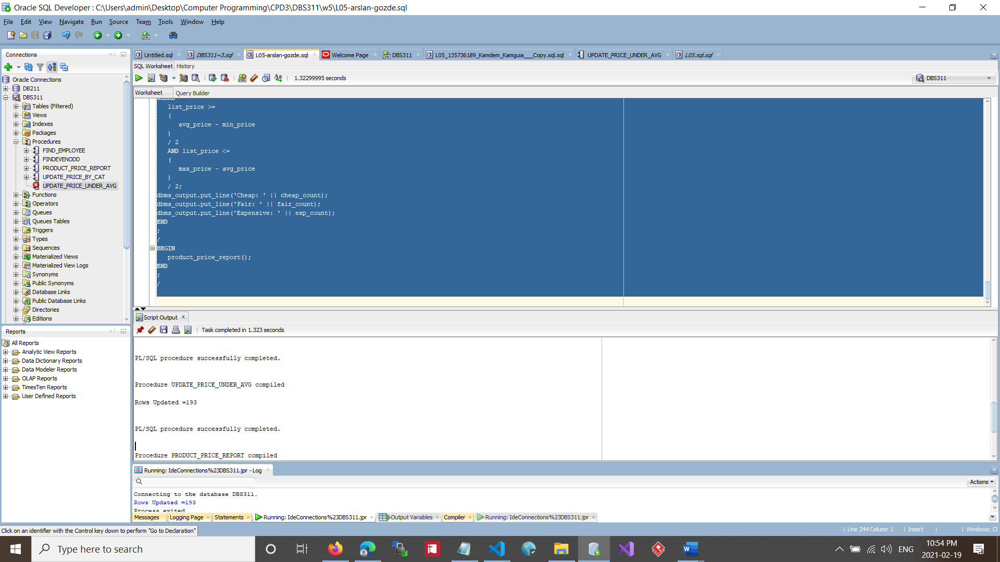 Oracle SQL Developer : C:\Users\admin\Desktop\Computer Programming\CPD3\DBS311\w5\L05-arslan-gozde.sql
File Edit View Navigate Run Source Team Tools Window Help
Connections
Oracle Connections
DB211
DBS311
Tables (Filtered)
Views
Indexes
Packages
Procedures
FIND_EMPLOYEE
FINDEVENODD
PRODUCT_PRICE_REPORT
UPDATE_PRICE_BY_CAT
UPDATE_PRICE_UNDER_AVG
Functions
Operators
Queues
Queues Tables
Triggers
Types
Sequences
Materialized Views
Materialized View Logs
Synonyms
Public Synonyms
Database Links
Public Database Links
Directories
Editions
Reports
All Reports
Analytic View Reports
Data Dictionary Reports
Data Modeler Reports
OLAP Reports
TimesTen Reports
User Defined Reports
Untitled.sql DBS311~3.sql L05-arslan-gozde.sql Welcome Page DBS311 L05_135736189_Kamdem_Kamguia___Copy.sql.sql UPDATE_PRICE_UNDER_AVG L05.sql.sql
SQL Worksheet History
1.32299995 seconds
DBS311
Worksheet Query Builder
WHERE
list_price >=
(
avg_price - min_price
)
/ 2
AND list_price <=
(
max_price - avg_price
)
/ 2;
dbms_output.put_line('Cheap: ' || cheap_count);
dbms_output.put_line('Fair: ' || fair_count);
dbms_output.put_line('Expensive: ' || exp_count);
END
;
/
BEGIN
product_price_report();
END
;
/
Script Output
Task completed in 1.323 seconds
PL/SQL procedure successfully completed.
Procedure UPDATE_PRICE_UNDER_AVG compiled
Rows Updated =193
PL/SQL procedure successfully completed.
Procedure PRODUCT_PRICE_REPORT compiled
Running: IdeConnections%23DBS311.jpr - Log
Actions
Connecting to the database DBS311.
Rows Updated =193
Process exited.
Messages Logging Page Statements Running: IdeConnections%23DBS311.jpr Output Variables Compiler Running: IdeConnections%23DBS311.jpr
Click on an identifier with the Control key down to perform "Go to Declaration"
Line 244 Column 1 Insert Windows: CF
Type here to search
ENG
10:54 PM
2021-02-19